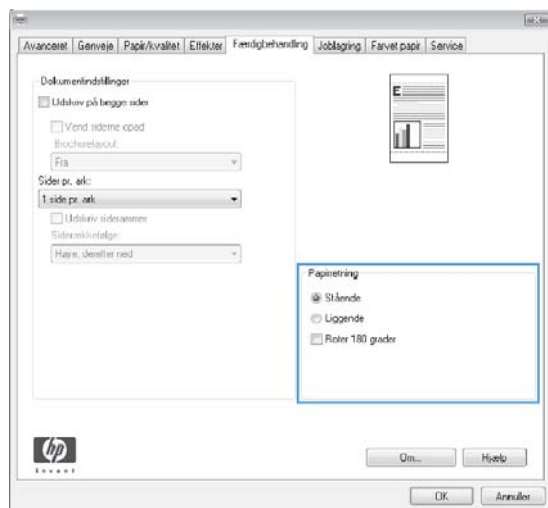 Avanceret Genveje Papir/kvalitet Effekter Færdigbehandling Joblagring Farvet papir Service
Dokumentindstillinger
Udskriv på begge sider
Vend siderne opad
Brochurelayout:
Fra
Sider pr. ark:
1 side pr. ark
Udskriv siderammer
Siderækkefølge:
Højre, derefter ned
E
Papirretning
Stående
Liggende
Roter 180 grader
hp
invent
Om...
Hjælp
OK
Annuller